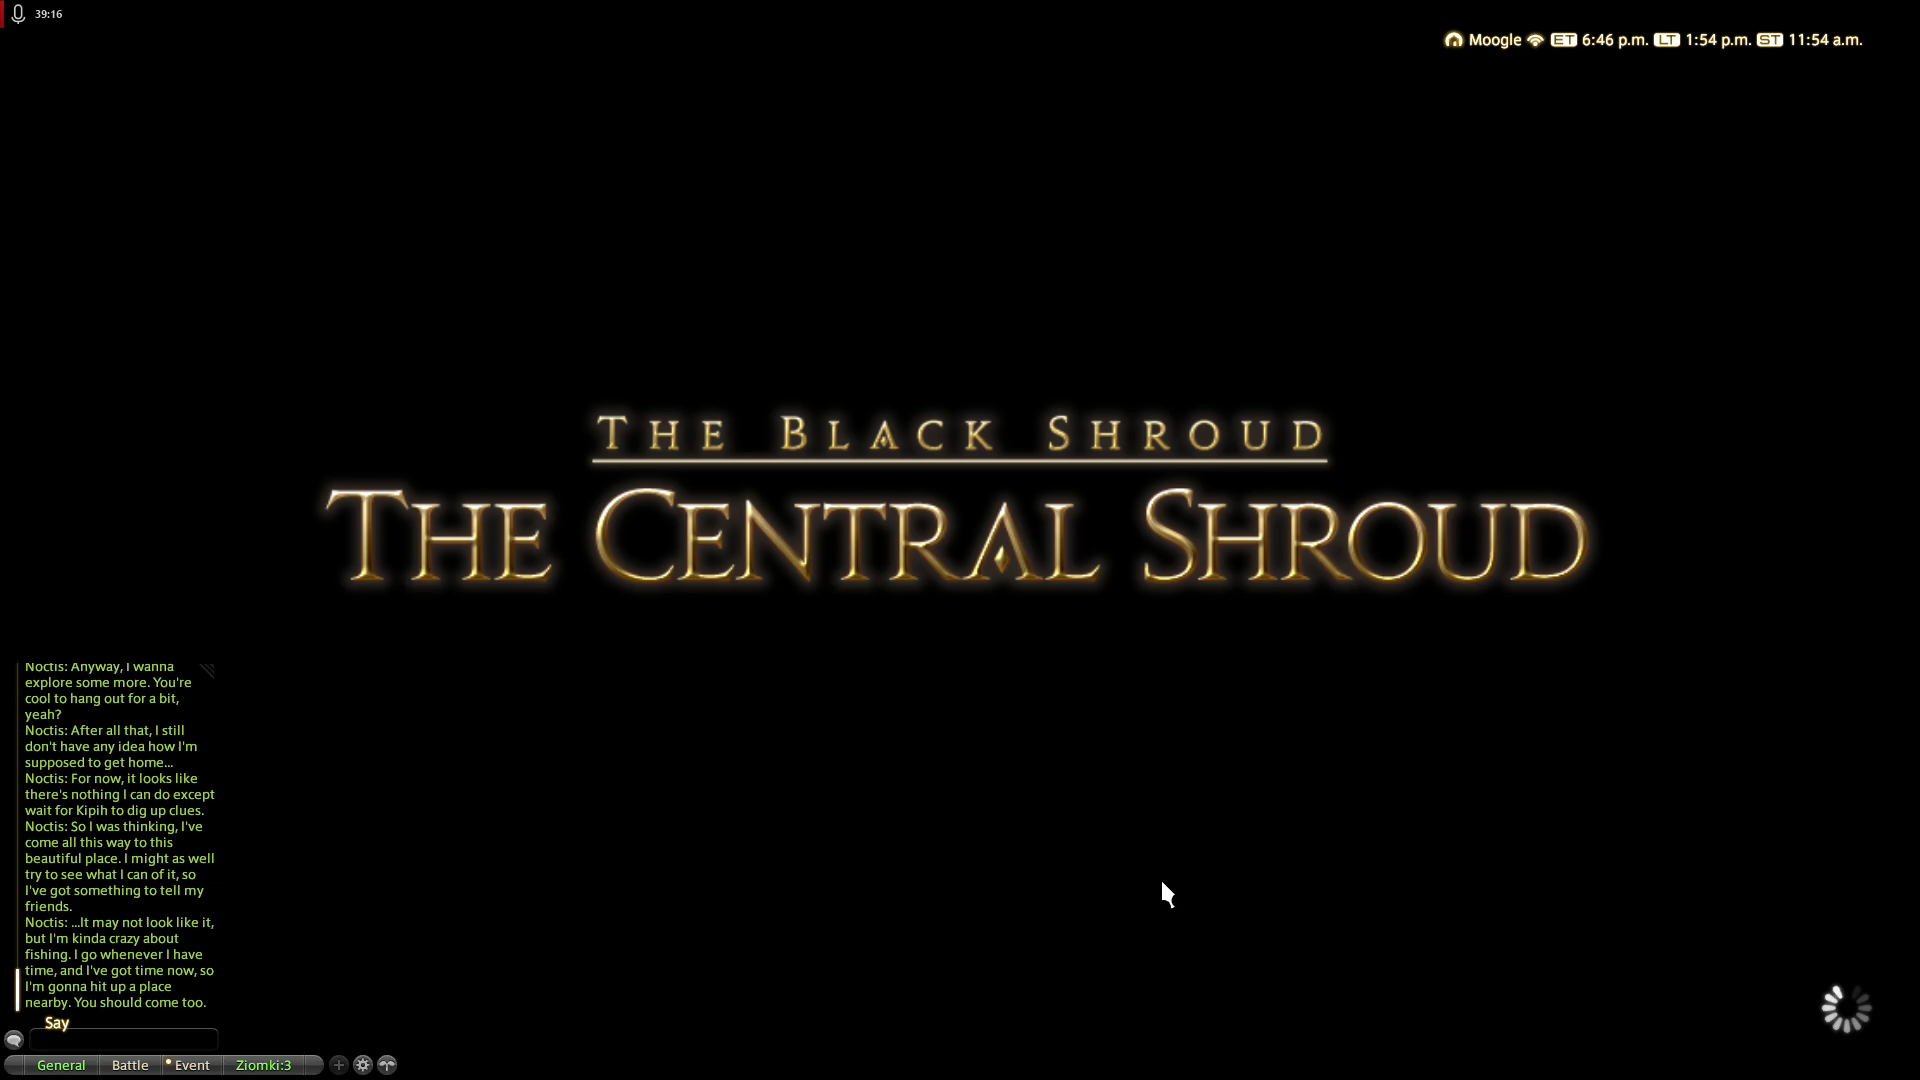 39:16
Moogle ET 6:46 p.m. LT 1:54 p.m. ST 11:54 a.m.
THE BLACK SHROUD
THE CENTRAL SHROUD
Noctis: Anyway, I wanna
explore some more. You're
cool to hang out for a bit,
yeah?
Noctis: After all that, I still
don't have any idea how I'm
supposed to get home...
Noctis: For now, it looks like
there's nothing I can do except
wait for Kipih to dig up clues.
Noctis: So I was thinking, I've
come all this way to this
beautiful place. I might as well
try to see what I can of it, so
I've got something to tell my
friends.
Noctis: ...It may not look like it,
but I'm kinda crazy about
fishing. I go whenever I have
time, and I've got time now, so
I'm gonna hit up a place
nearby. You should come too.
Say
General Battle Event Ziomki:3